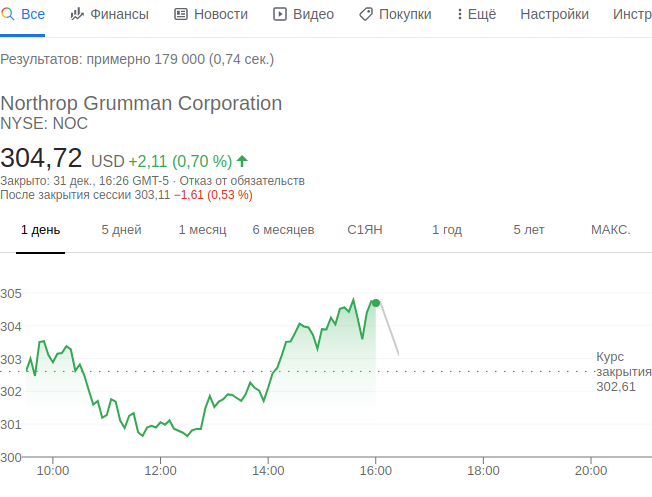 Все Финансы Новости Видео Покупки Ещё Настройки Инстр
Результатов: примерно 179 000 (0,74 сек.)
Northrop Grumman Corporation
NYSE: NOC
304,72 USD +2,11 (0,70 %)
Закрыто: 31 дек., 16:26 GMT-5 · Отказ от обязательств
После закрытия сессии 303,11 −1,61 (0,53 %)
1 день 5 дней 1 месяц 6 месяцев С1ЯН 1 год 5 лет МАКС.
305
304
303
302
301
300
Курс
закрытия
302,61
10:00 12:00 14:00 16:00 18:00 20:00